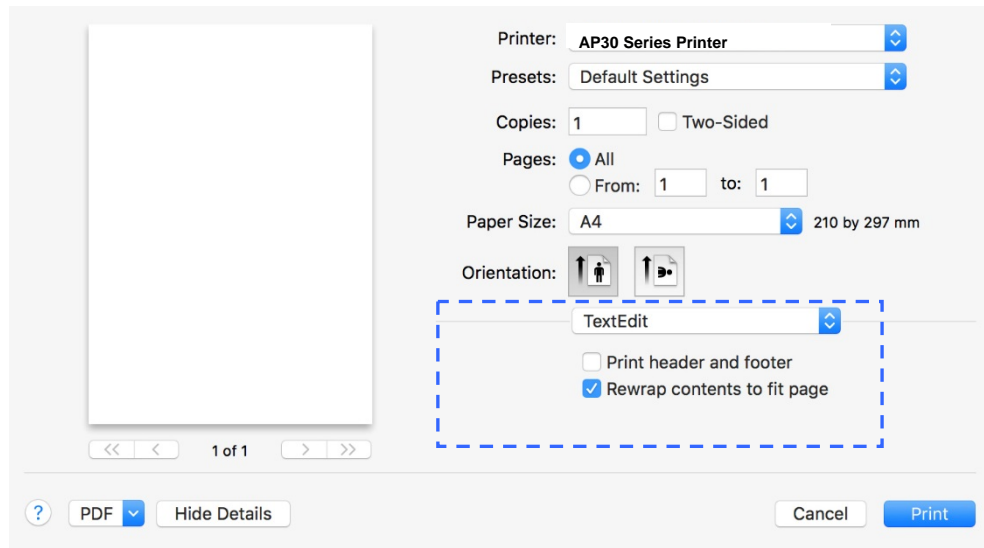 Printer: AP30 Series Printer
Presets: Default Settings
Copies: 1 Two-Sided
Pages: All
From: 1 to: 1
Paper Size: A4 210 by 297 mm
Orientation:
TextEdit
Print header and footer
Rewrap contents to fit page
<< < 1 of 1 > >>
? PDF Hide Details Cancel Print